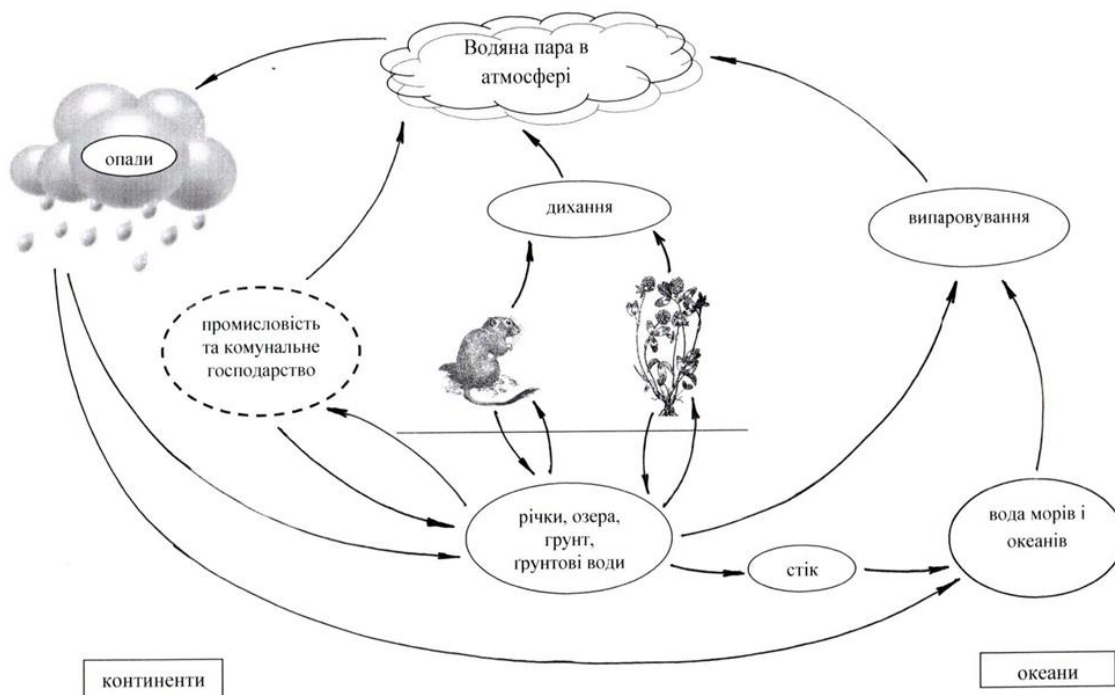 Водяна пара в
атмосфері
опади
дихання
випаровування
промисловість
та комунальне
господарство
річки, озера,
грунт,
ґрунтові води
стік
вода морів і
океанів
континенти
океани